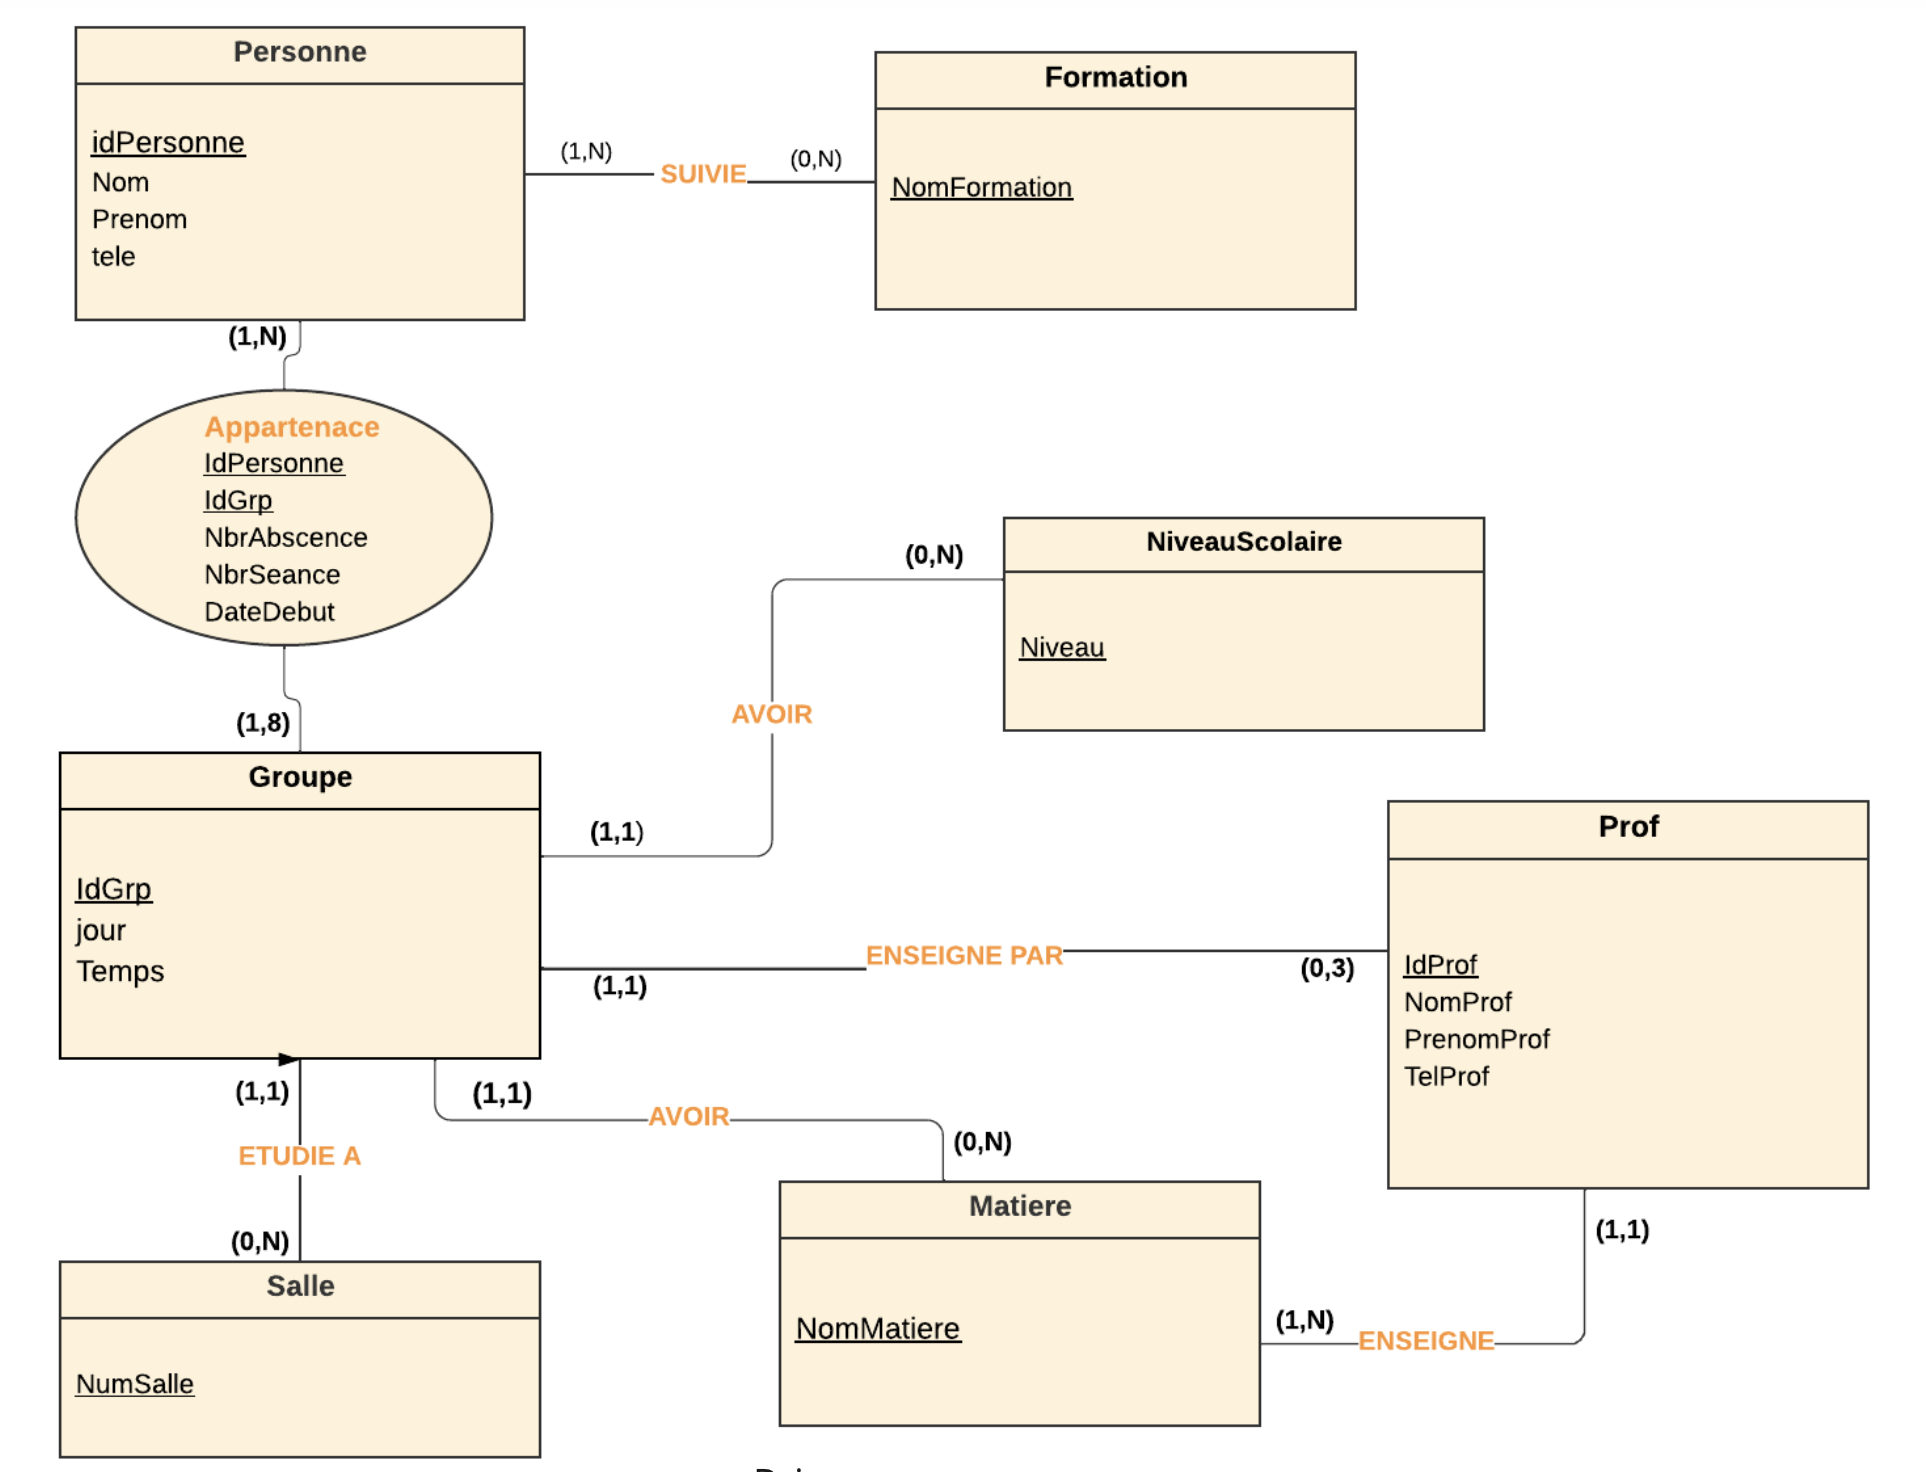 Personne
idPersonne
Nom
Prenom
tele
(1,N)
SUIVIE
(0,N)
Formation
NomFormation
(1,N)
Appartenace
IdPersonne
IdGrp
NbrAbscence
NbrSeance
DateDebut
(1,8)
Groupe
IdGrp
jour
Temps
(1,1)
AVOIR
(0,N)
NiveauScolaire
Niveau
(1,1)
ENSEIGNE PAR
(0,3)
Prof
IdProf
NomProf
PrenomProf
TelProf
(1,1)
ETUDIE A
(0,N)
Salle
NumSalle
(1,1)
AVOIR
(0,N)
Matiere
NomMatiere
(1,N)
ENSEIGNE
(1,1)